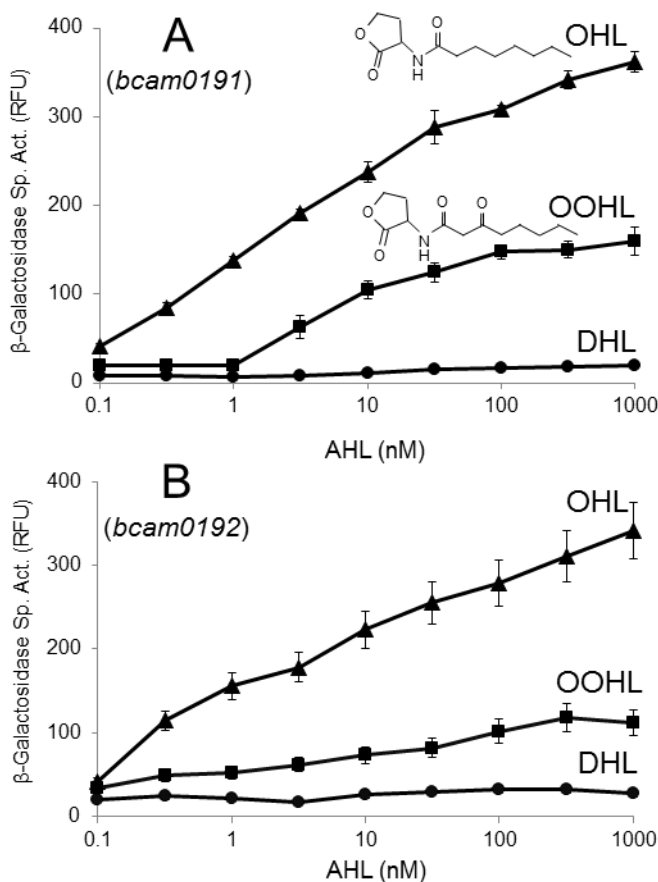 A
(bcam0191)
β-Galactosidase Sp. Act. (RFU)
400
300
200
100
0
O
O
N
H
O
OHL
O
O
N
H
O
O
OOHL
DHL
0.1
1
10
100
1000
AHL (nM)
B
(bcam0192)
β-Galactosidase Sp. Act. (RFU)
400
300
200
100
0
OHL
OOHL
DHL
0.1
1
10
100
1000
AHL (nM)